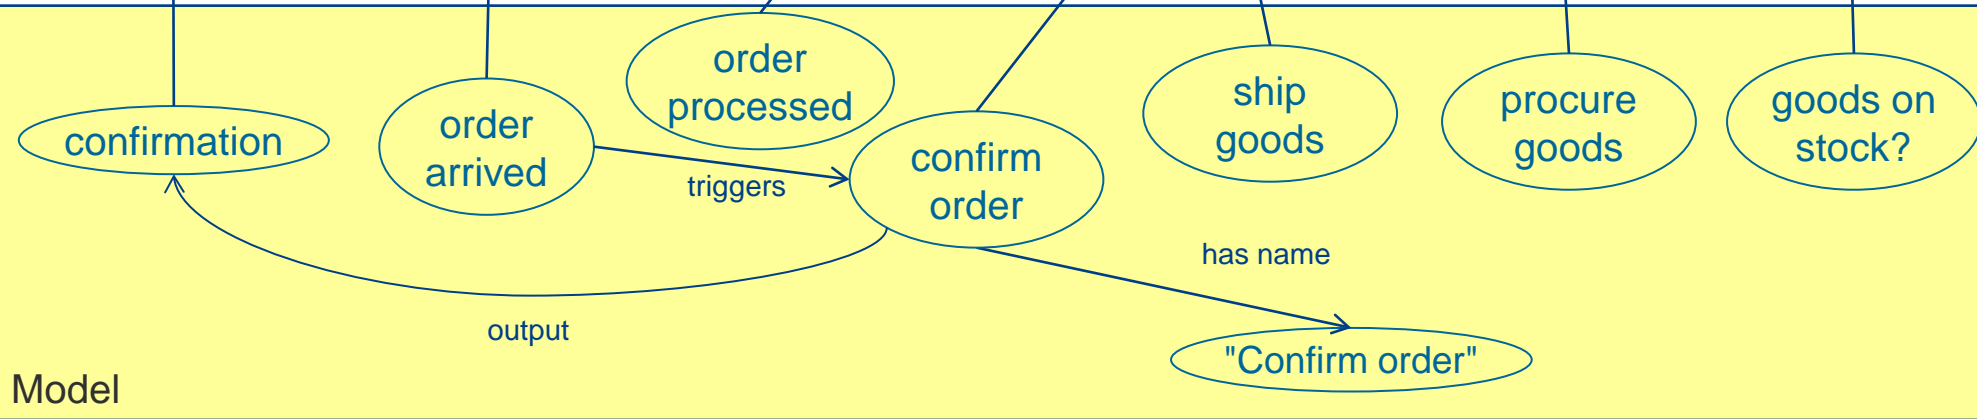 confirmation
order
arrived
order
processed
confirm
order
ship
goods
procure
goods
goods on
stock?
triggers
has name
output
"Confirm order"
Model